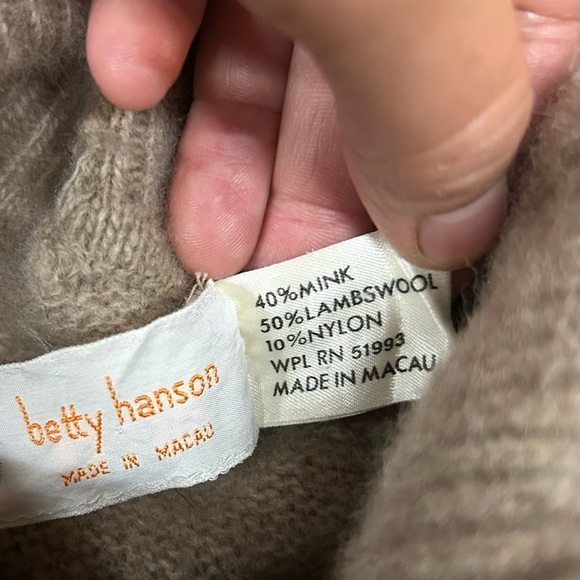 betty hanson
MADE IN MACAU
40%MINK
50%LAMBSWOOL
10%NYLON
WPL RN 51993
MADE IN MACAU